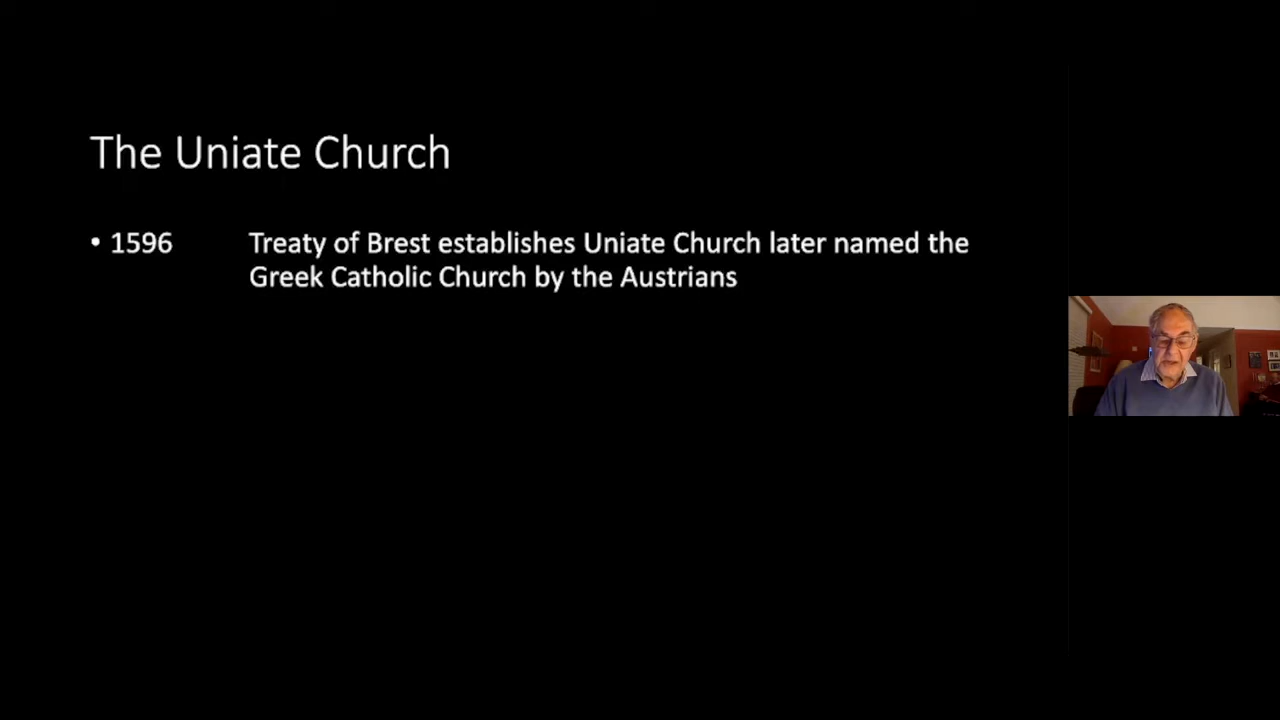 The Uniate Church
• 1596 Treaty of Brest establishes Uniate Church later named the
Greek Catholic Church by the Austrians